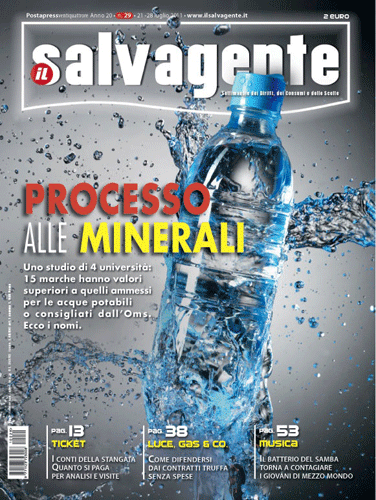 Postapresspostaprioritaire Anno 20 • n. 29 • 21 - 28 luglio 2011 • www.ilsalvagente.it
2 EURO
il salvagente
Settimanale dei Diritti, dei Consumi e delle Scelte
PROCESSO
ALLE MINERALI
Uno studio di 4 università:
15 marche hanno valori
superiori a quelli ammessi
per le acque potabili
o consigliati dall'Oms.
Ecco i nomi.
PAG. 13
TICKET
I CONTI DELLA STANGATA
QUANTO SI PAGA
PER ANALISI E VISITE
PAG. 38
LUCE, GAS & CO.
COME DIFENDERSI
DAI CONTRATTI TRUFFA
SENZA SPESE
PAG. 53
MUSICA
IL BATTERIO DEL SAMBA
TORNA A CONTAGIARE
I GIOVANI DI MEZZO MONDO